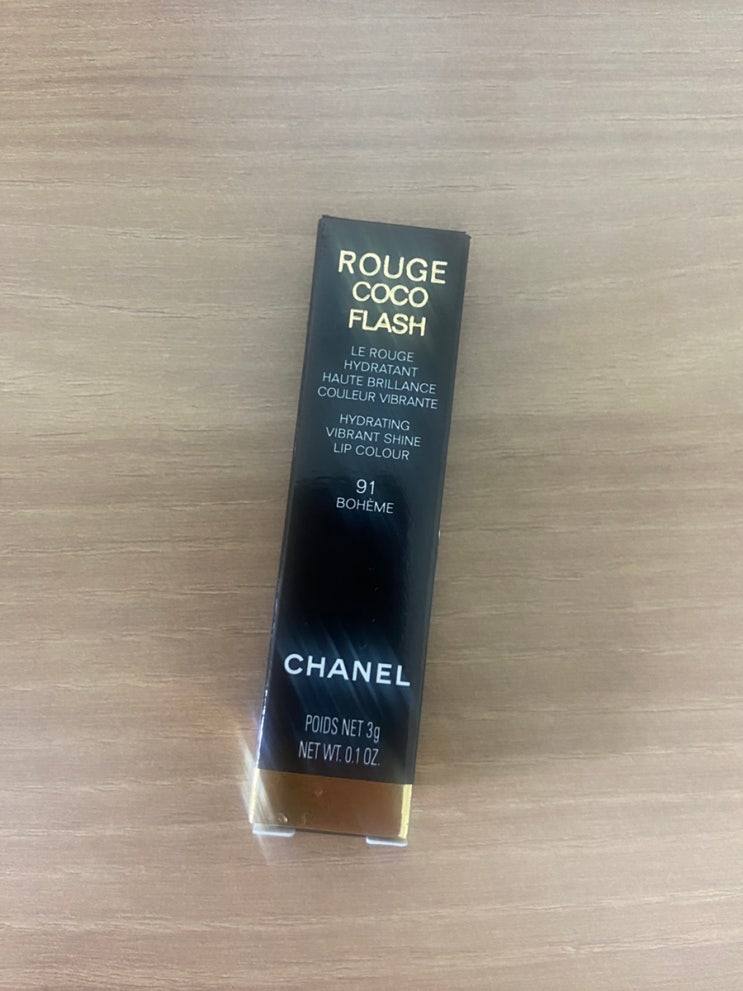 ROUGE
COCO
FLASH
LE ROUGE
HYDRATANT
HAUTE BRILLANCE
COULEUR VIBRANTE
HYDRATING
VIBRANT SHINE
LIP COLOUR
91
BOHÈME
CHANEL
POIDS NET 3g
NET WT. 0.1 OZ.